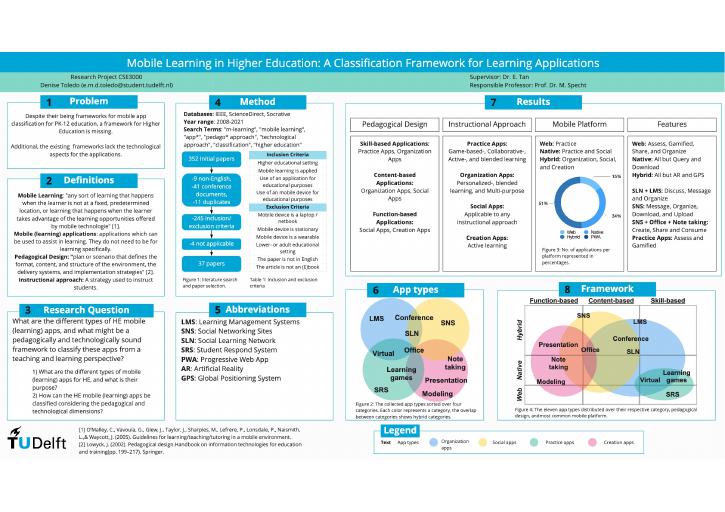 Mobile Learning in Higher Education: A Classification Framework for Learning Applications
Research Project CSE3000
Denise Toledo (e.m.d.toledo@student.tudelft.nl)
Supervisor: Dr. E. Tan
Responsible Professor: Prof. Dr. M. Specht
1 Problem
Despite there being frameworks for mobile app
classification for PK-12 education, a framework for Higher
Education is missing.
Additional, the existing frameworks lack the technical
aspects for the applications.
2 Definitions
Mobile Learning: "any sort of learning that happens
when the learner is not at a fixed, predetermined
location, or learning that happens when the learner
takes advantage of the learning opportunities offered
by mobile technologie" [1].
Mobile (learning) applications: applications which can
be used to assist in learning. They do not need be for
learning specifically.
Pedagogical Design: "plan or scenario that defines the
format, content, and structure of the environment, the
delivery systems, and implementation strategies" [2].
Instructional approach: A strategy used to instruct
students.
3 Research Question
What are the different types of HE mobile
(learning) apps, and what might be a
pedagogically and technologically sound
framework to classify these apps from a
teaching and learning perspective?
1) What are the different types of mobile
(learning) apps for HE, and what is their
purpose?
2) How can the HE mobile (learning) apps be
classified considering the pedagogical and
technological dimensions?
4 Method
Databases: IEEE, ScienceDirect, Socintive
Year range: 2008-2021
Search Terms: "m-learning", "mobile learning",
"app*", "pedago* approach", "technological
approach", "classification", "higher education"
352 Initial papers
-9 non-English,
-41 conference
documents,
-11 duplicates
-245 inclusion/
exclusion criteria
-4 not applicable
37 papers
Figure 1: literature search
and paper selection.
Inclusion Criteria
Higher educational setting
Mobile learning is applied
Use of an application for
educational purposes
Use of an mobile device for
educational purposes
Exclusion Criteria
Mobile device is a laptop /
netbook
Mobile device is stationary
Mobile device is a wearable
Lower- or adult educational
setting
The paper is not in English
The article is not an (E)book
Table 1: inclusion and exclusion
criteria
5 Abbreviations
LMS: Learning Management Systems
SNS: Social Networking Sites
SLN: Social Learning Network
SRS: Student Respond System
PWA: Progressive Web App
AR: Artificial Reality
GPS: Global Positioning System
7 Results
Pedagogical Design
Skill-based Applications:
Practice Apps, Organization
Apps
Content-based
Applications:
Organization Apps, Social
Apps
Function-based
Applications:
Social Apps, Creation Apps
Instructional Approach
Practice Apps:
Game-based-, Collaborative-,
Active-, and blended learning
Organization Apps:
Personalized-, blended
learning, and Multi-purpose
Social Apps:
Applicable to any
instructional approach
Creation Apps:
Active learning
Mobile Platform
Web: Practice
Native: Practice and Social
Hybrid: Organization, Social,
and Creation
15%
51%
34%
Web Native
Hybrid PWA
Figure 3: No. of applications per
platform represented in
percentages.
Features
Web: Assess, Gamified,
Share, and Organize
Native: All but Query and
Download
Hybrid: All but AR and GPS
SLN + LMS: Discuss, Message
and Organize
SNS: Message, Organize,
Download, and Upload
SNS + Office + Note taking:
Create, Share and Consume
Practice Apps: Assess and
Gamified
6 App types
LMS
Conference
SNS
SLN
Virtual
Office
Note
taking
Learning
games
Presentation
SRS
Modeling
Figure 2: The collected app types sorted over four
categories. Each color represents a category, the overlap
between categories shows hybrid categories.
8 Framework
Function-based Content-based Skill-based
Hybrid
Native
Web
SNS
LMS
Conference
Presentation
Office
SLN
Note
taking
Modeling
Virtual
Learning
games
SRS
Figure 4: The eleven app types distributed over their respective category, pedagogical
design, and most common mobile platform.
Legend
Text App types
Organization
apps
Social apps
Practice apps
Creation apps
TUDelft
[1] O'Malley, C., Vavoula, G., Glew, J., Taylor, J., Sharples, M., Lefrere, P., Lonsdale, P., Naismith,
L.,& Waycott, J. (2005). Guidelines for learning/teaching/tutoring in a mobile environment.
[2] Lowyck, J. (2002). Pedagogical design Handbook on information technologies for education
and training(pp. 199–217). Springer.